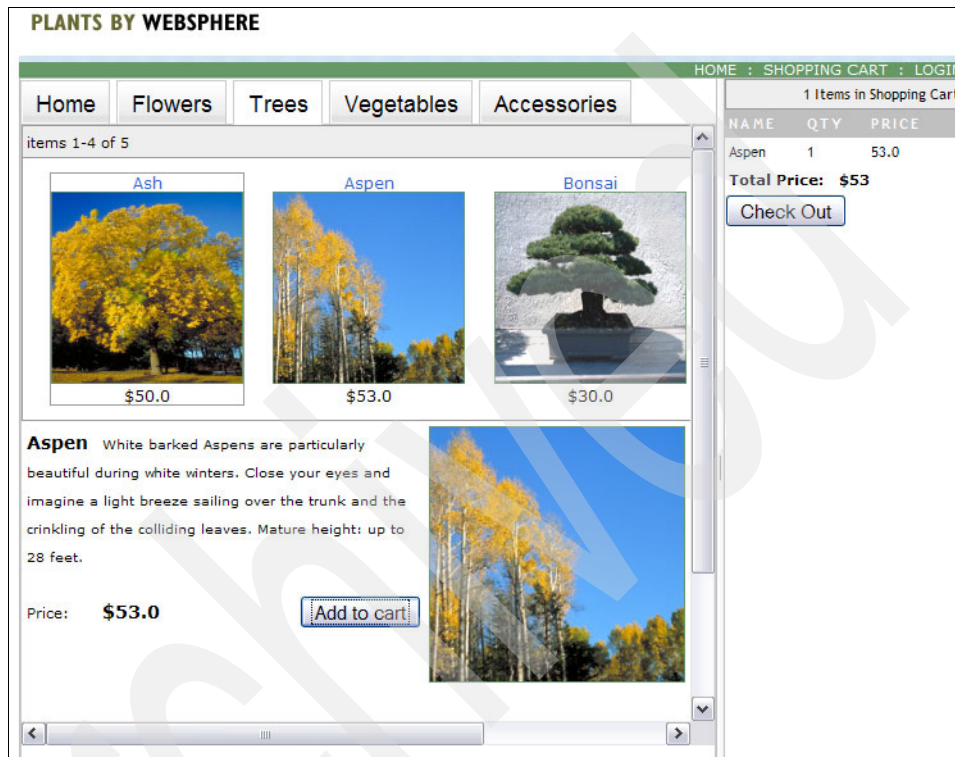 PLANTS BY WEBSPHERE
HOME : SHOPPING CART : LOGIN
Home Flowers Trees Vegetables Accessories
items 1-4 of 5
Ash Aspen Bonsai
$50.0 $53.0 $30.0
Aspen White barked Aspens are particularly
beautiful during white winters. Close your eyes and
imagine a light breeze sailing over the trunk and the
crinkling of the colliding leaves. Mature height: up to
28 feet.
Price: $53.0 Add to cart
1 Items in Shopping Cart
NAME QTY PRICE
Aspen 1 53.0
Total Price: $53
Check Out